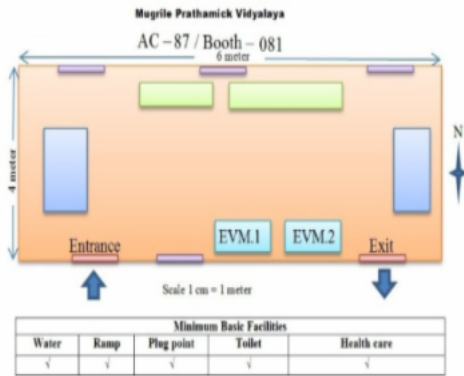 Mugrile Prathamick Vidyalaya
AC – 87 / Booth – 081
6 meter
4 meter
N
EVM.1 EVM.2
Entrance Exit
Scale 1 cm = 1 meter
Minimum Basic Facilities
Water Ramp Plug point Toilet Health care
√ √ √ √ √